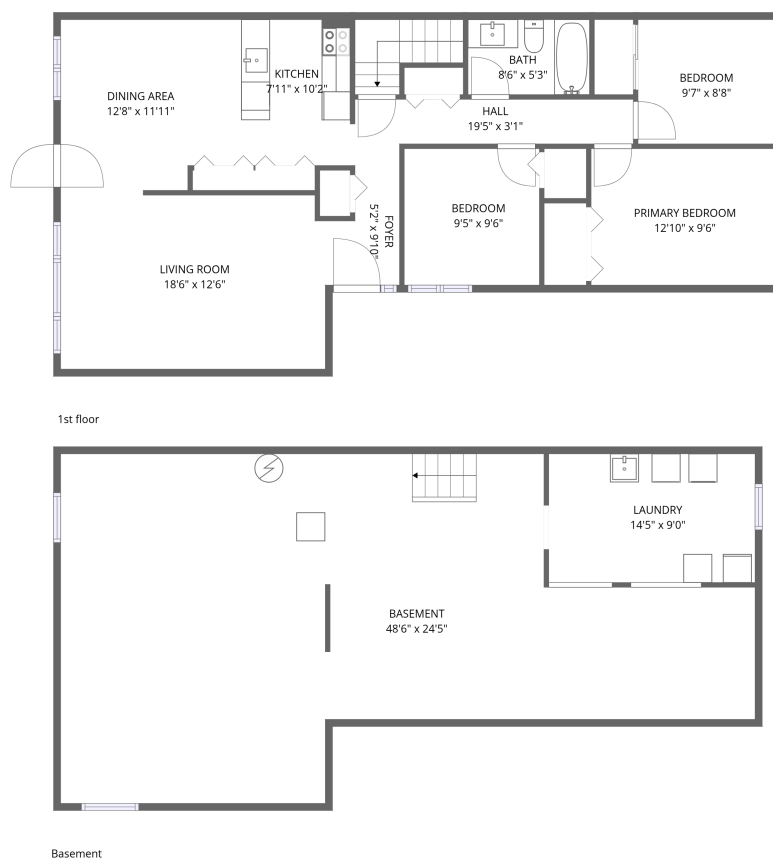 KITCHEN
7'11" x 10'2"
BATH
8'6" x 5'3"
BEDROOM
9'7" x 8'8"
DINING AREA
12'8" x 11'11"
HALL
19'5" x 3'1"
FOYER
5'2" x 9'10"
BEDROOM
9'5" x 9'6"
PRIMARY BEDROOM
12'10" x 9'6"
LIVING ROOM
18'6" x 12'6"
1st floor
LAUNDRY
14'5" x 9'0"
BASEMENT
48'6" x 24'5"
Basement